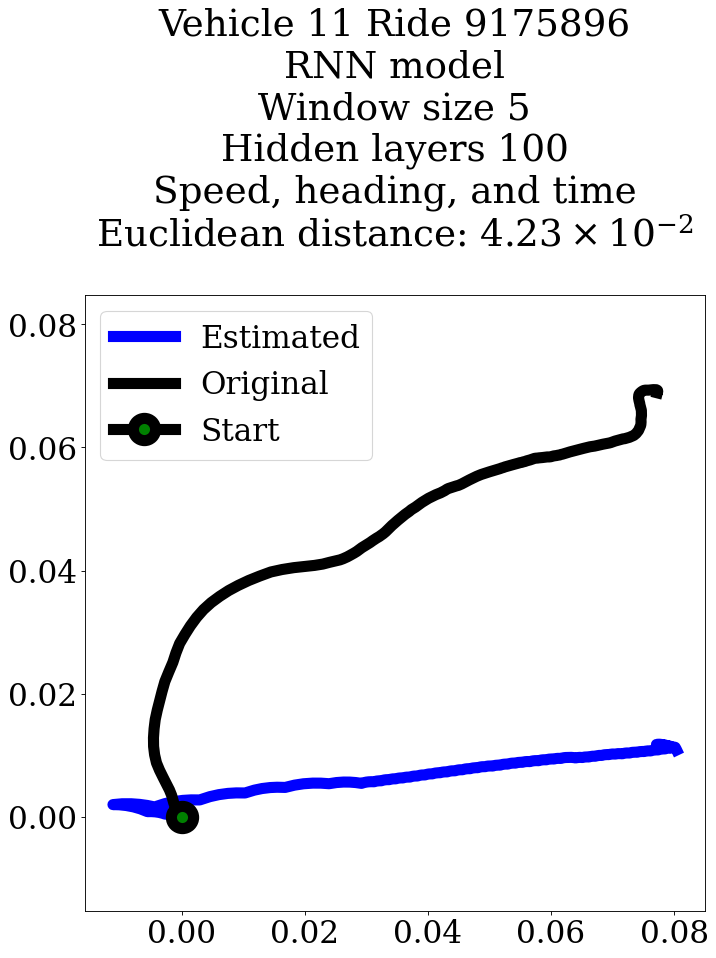 Vehicle 11 Ride 9175896
RNN model
Window size 5
Hidden layers 100
Speed, heading, and time
Euclidean distance: 4.23 × 10⁻²
Estimated
Original
Start
0.08
0.06
0.04
0.02
0.00
0.00 0.02 0.04 0.06 0.08